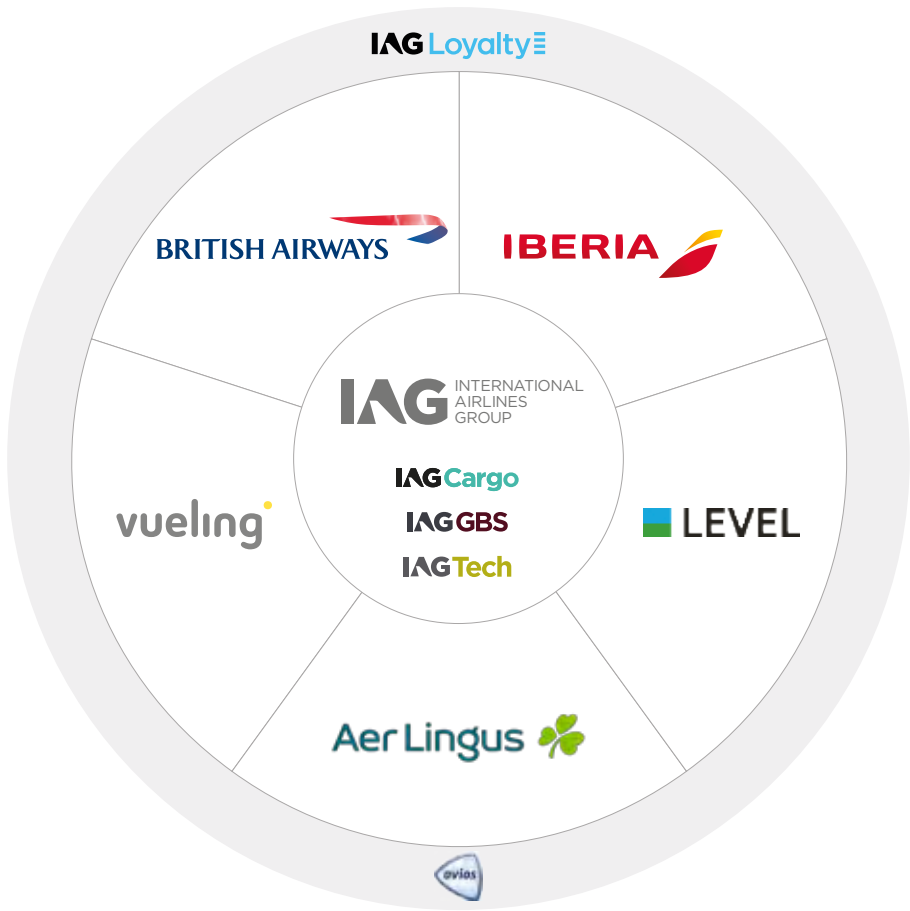 IAG Loyalty
BRITISH AIRWAYS
IBERIA
IAG INTERNATIONAL
AIRLINES
GROUP
IAG Cargo
IAG GBS
IAG Tech
vueling
LEVEL
Aer Lingus
avios